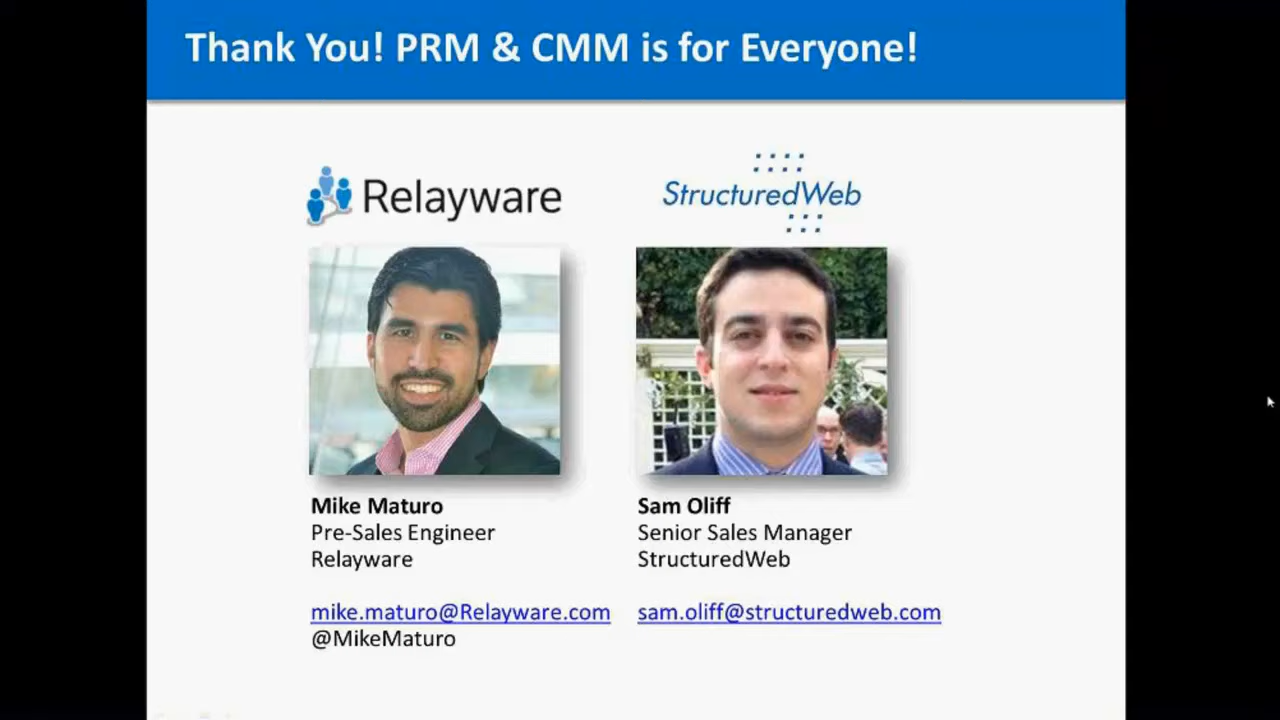 Thank You! PRM & CMM is for Everyone!
Relayware
StructuredWeb
Mike Maturo
Pre-Sales Engineer
Relayware
mike.maturo@Relayware.com
@MikeMaturo
Sam Oliff
Senior Sales Manager
StructuredWeb
sam.oliff@structuredweb.com